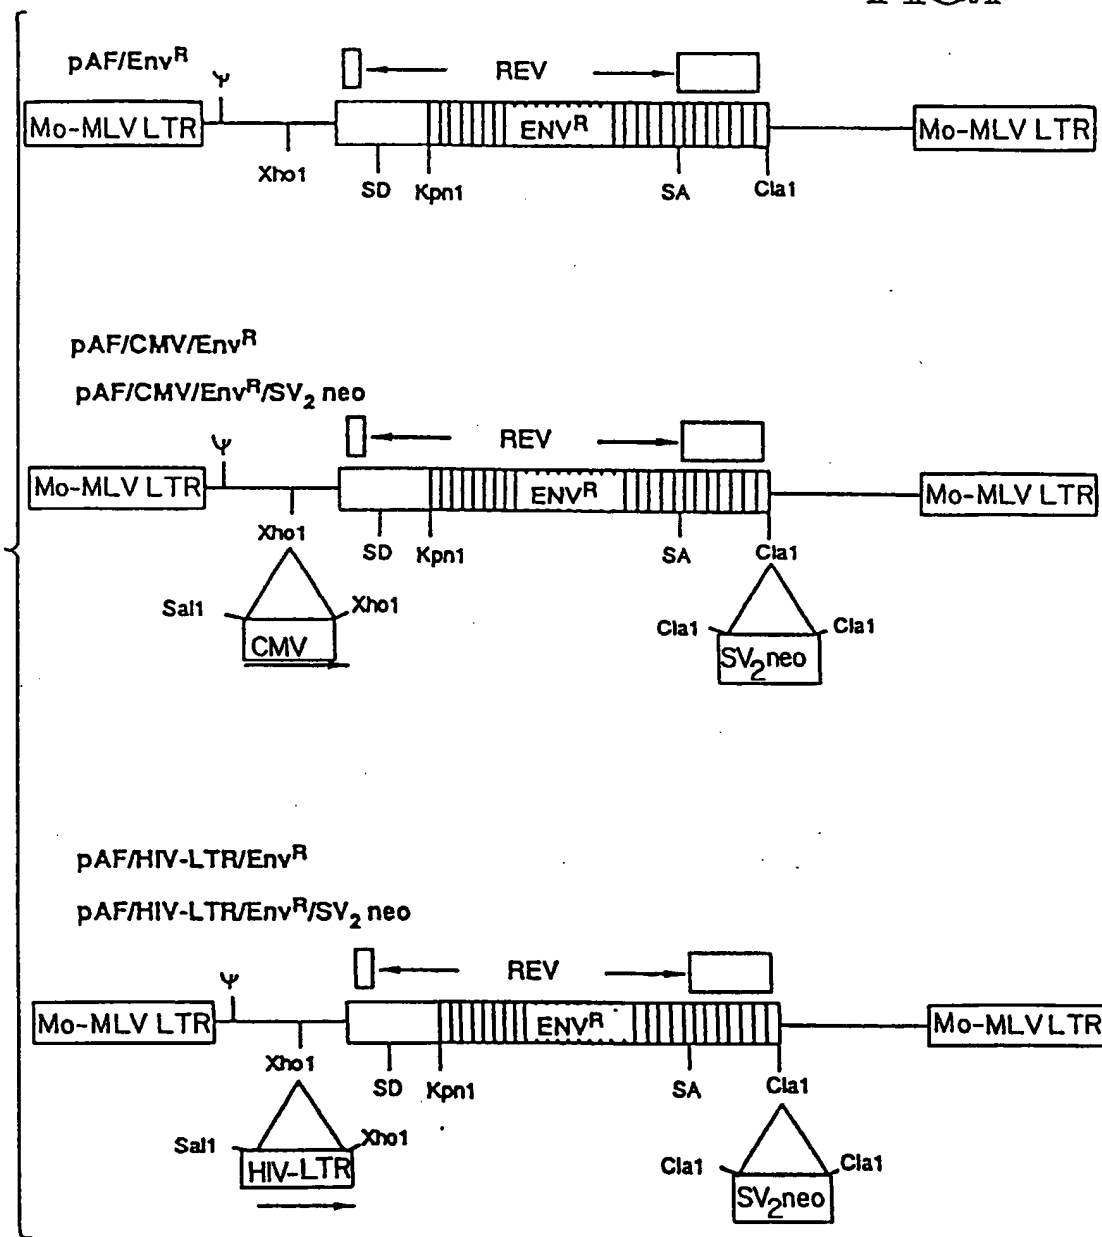 pAF/Env^R
Ψ
REV
Mo-MLV LTR
ENV^R
Mo-MLV LTR
Xho1
SD
Kpn1
SA
Cla1
pAF/CMV/Env^R
pAF/CMV/Env^R/SV₂ neo
Ψ
REV
Mo-MLV LTR
ENV^R
Mo-MLV LTR
Xho1
SD
Kpn1
SA
Cla1
Sal1
Xho1
CMV
Cla1
Cla1
SV₂neo
pAF/HIV-LTR/Env^R
pAF/HIV-LTR/Env^R/SV₂ neo
Ψ
REV
Mo-MLV LTR
ENV^R
Mo-MLV LTR
Xho1
SD
Kpn1
SA
Cla1
Sal1
Xho1
HIV-LTR
Cla1
Cla1
SV₂neo